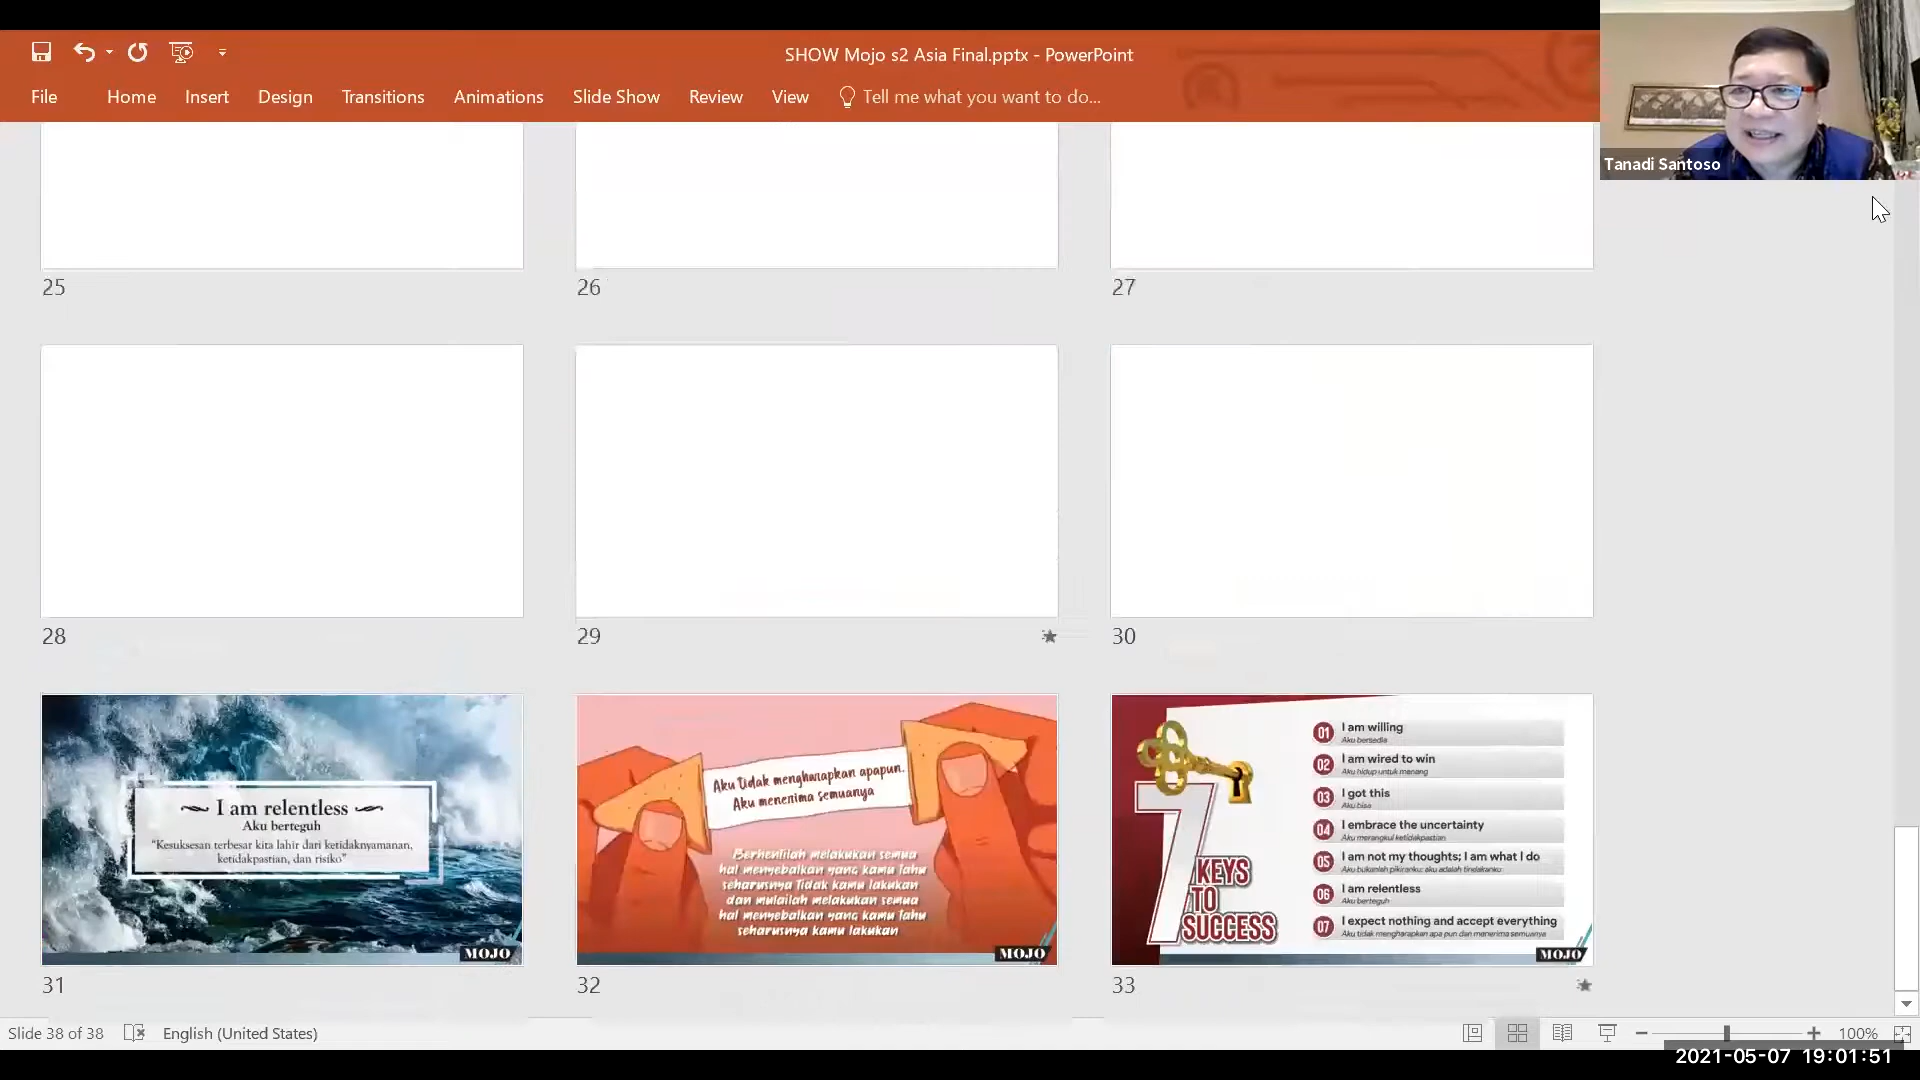 SHOW Mojo s2 Asia Final.pptx - PowerPoint
File Home Insert Design Transitions Animations Slide Show Review View Tell me what you want to do...
Tanadi Santoso
25
26
27
28
29
30
I am relentless
Aku berteguh
"Kesuksesan terbesar kita lahir dari ketidaknyamanan,
ketidakpastian, dan risiko"
MOJO
31
Aku tidak mengharapkan apapun.
Aku menerima semuanya
Berhentilah melakukan semua
hal menyebalkan yang kamu tahu
seharusnya tidak kamu lakukan
dan mulailah melakukan semua
hal menyebalkan yang kamu tahu
seharusnya kamu lakukan
MOJO
32
7 KEYS
TO
SUCCESS
01 I am willing
Aku bersedia
02 I am wired to win
Aku hidup untuk menang
03 I got this
Aku bisa
04 I embrace the uncertainty
Aku merangkul ketidakpastian
05 I am not my thoughts; I am what I do
Aku bukanlah pikiranku; aku adalah tindakanku
06 I am relentless
Aku berteguh
07 I expect nothing and accept everything
Aku tidak mengharapkan apa pun dan menerima semuanya
MOJO
33
Slide 38 of 38 English (United States) 100%
2021-05-07 19:01:51